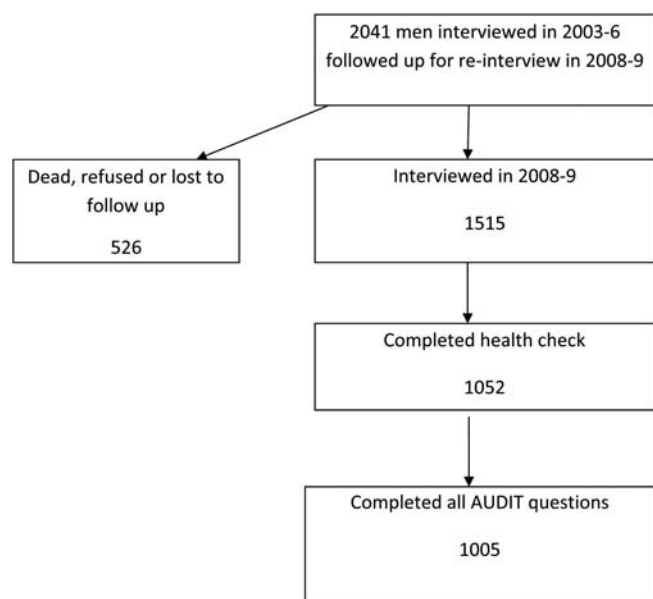 2041 men interviewed in 2003-6
followed up for re-interview in 2008-9
Dead, refused or lost to
follow up
526
Interviewed in 2008-9
1515
Completed health check
1052
Completed all AUDIT questions
1005